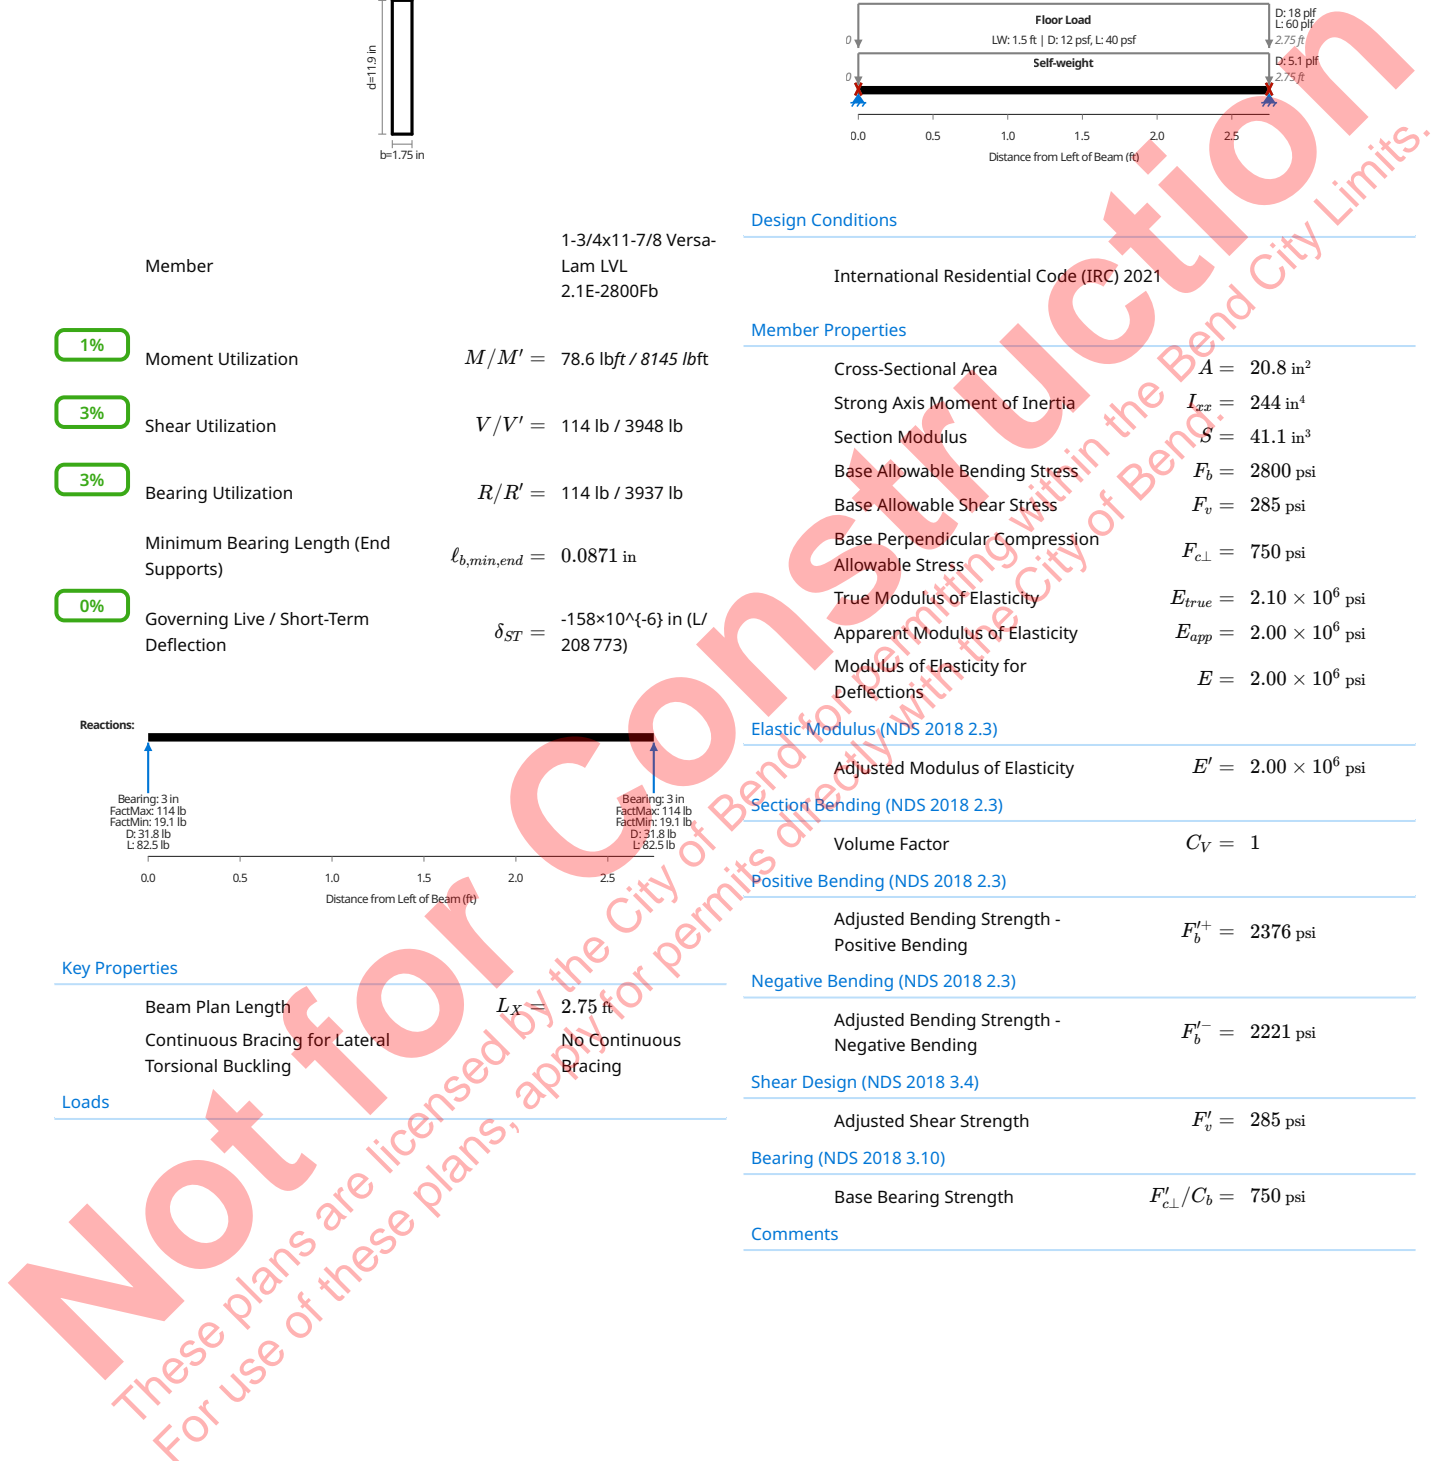 d=11.9 in
b=1.75 in
Floor Load
LW: 1.5 ft | D: 12 psf, L: 40 psf
D: 18 plf
L: 60 plf
0
2.75 ft
Self-weight
D: 5.1 plf
0
2.75 ft
0.0 0.5 1.0 1.5 2.0 2.5
Distance from Left of Beam (ft)
Member
1-3/4x11-7/8 Versa-
Lam LVL
2.1E-2800Fb
1%
Moment Utilization M/M′ = 78.6 lbft / 8145 lbft
3%
Shear Utilization V/V′ = 114 lb / 3948 lb
3%
Bearing Utilization R/R′ = 114 lb / 3937 lb
Minimum Bearing Length (End
Supports)
ℓb,min,end = 0.0871 in
0%
Governing Live / Short-Term
Deflection
δST =
-158×10^{-6} in (L/
208 773)
Reactions:
Bearing: 3 in
FactMax: 114 lb
FactMin: 19.1 lb
D: 31.8 lb
L: 82.5 lb
Bearing: 3 in
FactMax: 114 lb
FactMin: 19.1 lb
D: 31.8 lb
L: 82.5 lb
0.0 0.5 1.0 1.5 2.0 2.5
Distance from Left of Beam (ft)
Key Properties
Beam Plan Length LX = 2.75 ft
Continuous Bracing for Lateral
Torsional Buckling
No Continuous
Bracing
Loads
Design Conditions
International Residential Code (IRC) 2021
Member Properties
Cross-Sectional Area A = 20.8 in²
Strong Axis Moment of Inertia Ixx = 244 in⁴
Section Modulus S = 41.1 in³
Base Allowable Bending Stress Fb = 2800 psi
Base Allowable Shear Stress Fv = 285 psi
Base Perpendicular Compression
Allowable Stress
Fc⊥ = 750 psi
True Modulus of Elasticity Etrue = 2.10 × 10⁶ psi
Apparent Modulus of Elasticity Eapp = 2.00 × 10⁶ psi
Modulus of Elasticity for
Deflections
E = 2.00 × 10⁶ psi
Elastic Modulus (NDS 2018 2.3)
Adjusted Modulus of Elasticity E′ = 2.00 × 10⁶ psi
Section Bending (NDS 2018 2.3)
Volume Factor CV = 1
Positive Bending (NDS 2018 2.3)
Adjusted Bending Strength -
Positive Bending
Fb′+ = 2376 psi
Negative Bending (NDS 2018 2.3)
Adjusted Bending Strength -
Negative Bending
Fb′− = 2221 psi
Shear Design (NDS 2018 3.4)
Adjusted Shear Strength Fv′ = 285 psi
Bearing (NDS 2018 3.10)
Base Bearing Strength F′c⊥/Cb = 750 psi
Comments
Not for Construction
These plans are licensed by the City of Bend for permitting within the Bend City Limits.
For use of these plans, apply for permits directly with the City of Bend.